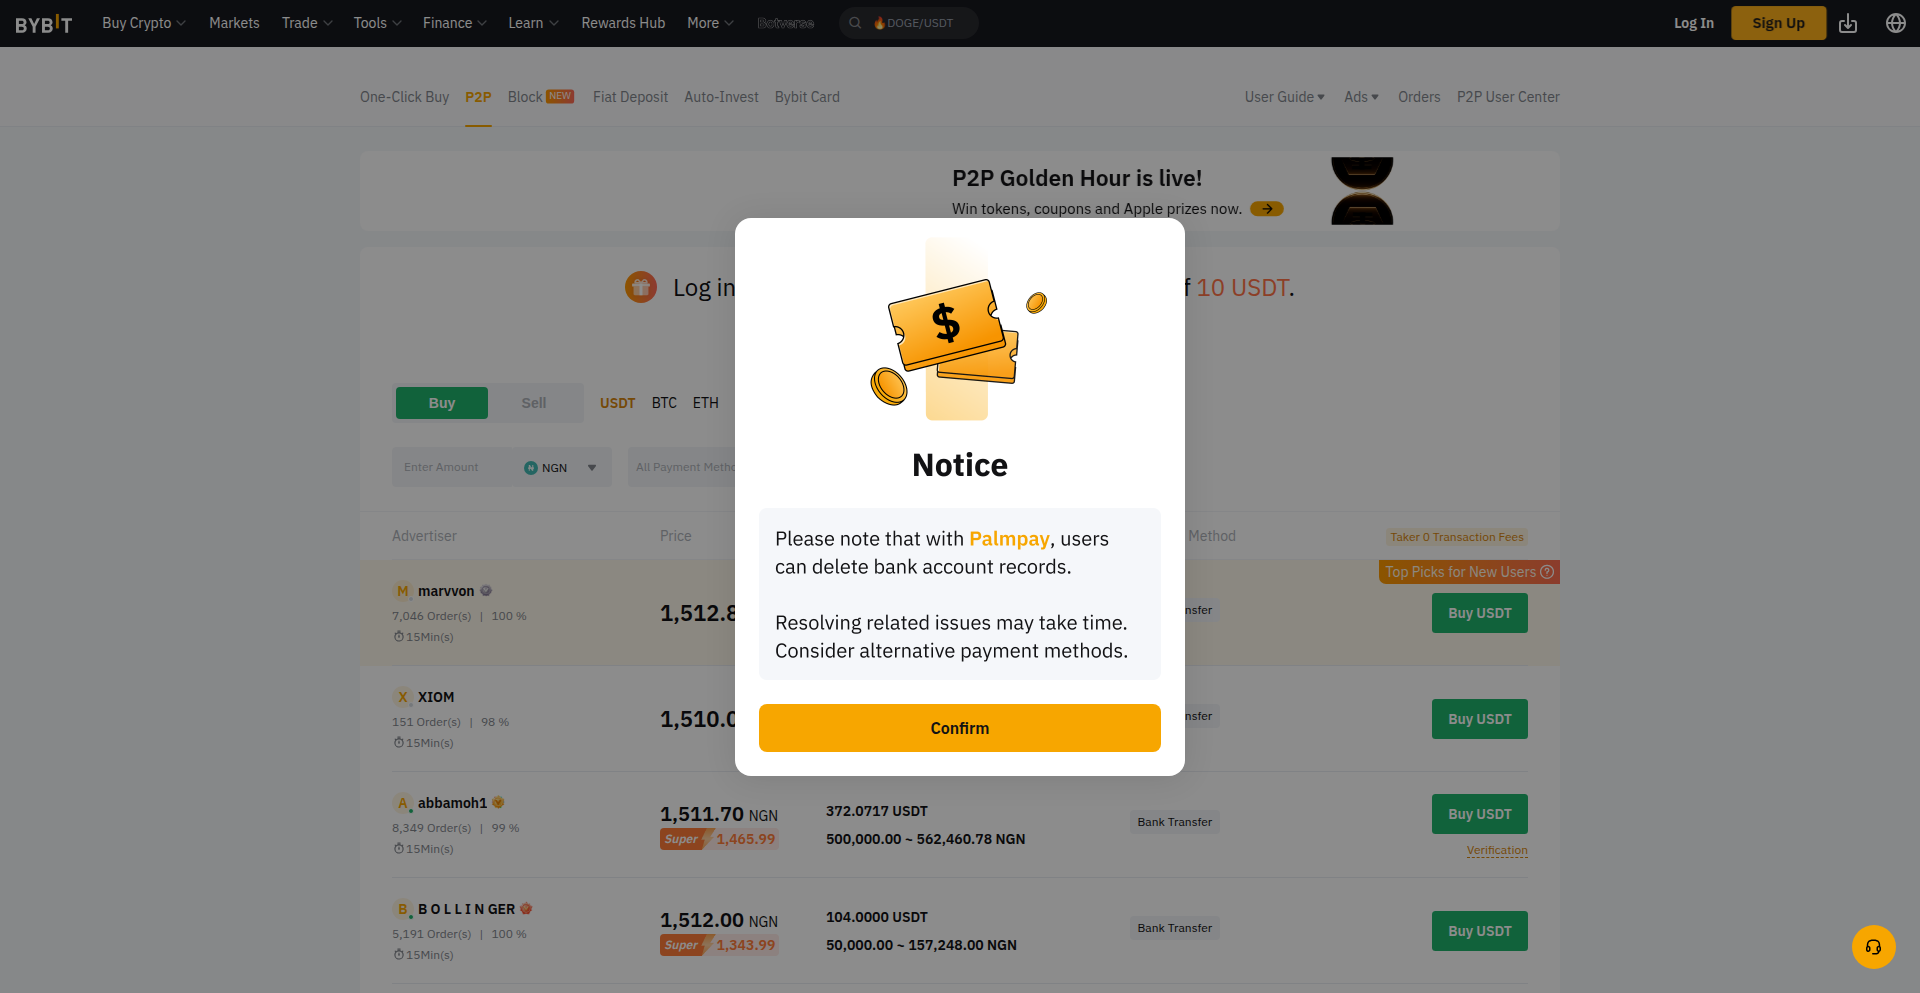 BYBIT Buy Crypto Markets Trade Tools Finance Learn Rewards Hub More Botverse 🔥DOGE/USDT Log In Sign Up
One-Click Buy P2P Block NEW Fiat Deposit Auto-Invest Bybit Card User Guide Ads Orders P2P User Center
P2P Golden Hour is live!
Win tokens, coupons and Apple prizes now.
Log in 10 USDT.
Buy Sell USDT BTC ETH
Enter Amount NGN All Payment
$
Notice
Please note that with Palmpay, users
can delete bank account records.
Resolving related issues may take time.
Consider alternative payment methods.
Confirm
Advertiser Price Method Taker 0 Transaction Fees
Top Picks for New Users
M marvvon
7,046 Order(s) | 100 %
15Min(s)
1,512.8
Buy USDT
X XIOM
151 Order(s) | 98 %
15Min(s)
1,510.0
Buy USDT
A abbamoh1
8,349 Order(s) | 99 %
15Min(s)
1,511.70 NGN
Super 1,465.99
372.0717 USDT
500,000.00 ~ 562,460.78 NGN
Bank Transfer
Buy USDT
Verification
B B O L L I N GER
5,191 Order(s) | 100 %
15Min(s)
1,512.00 NGN
Super 1,343.99
104.0000 USDT
50,000.00 ~ 157,248.00 NGN
Bank Transfer
Buy USDT